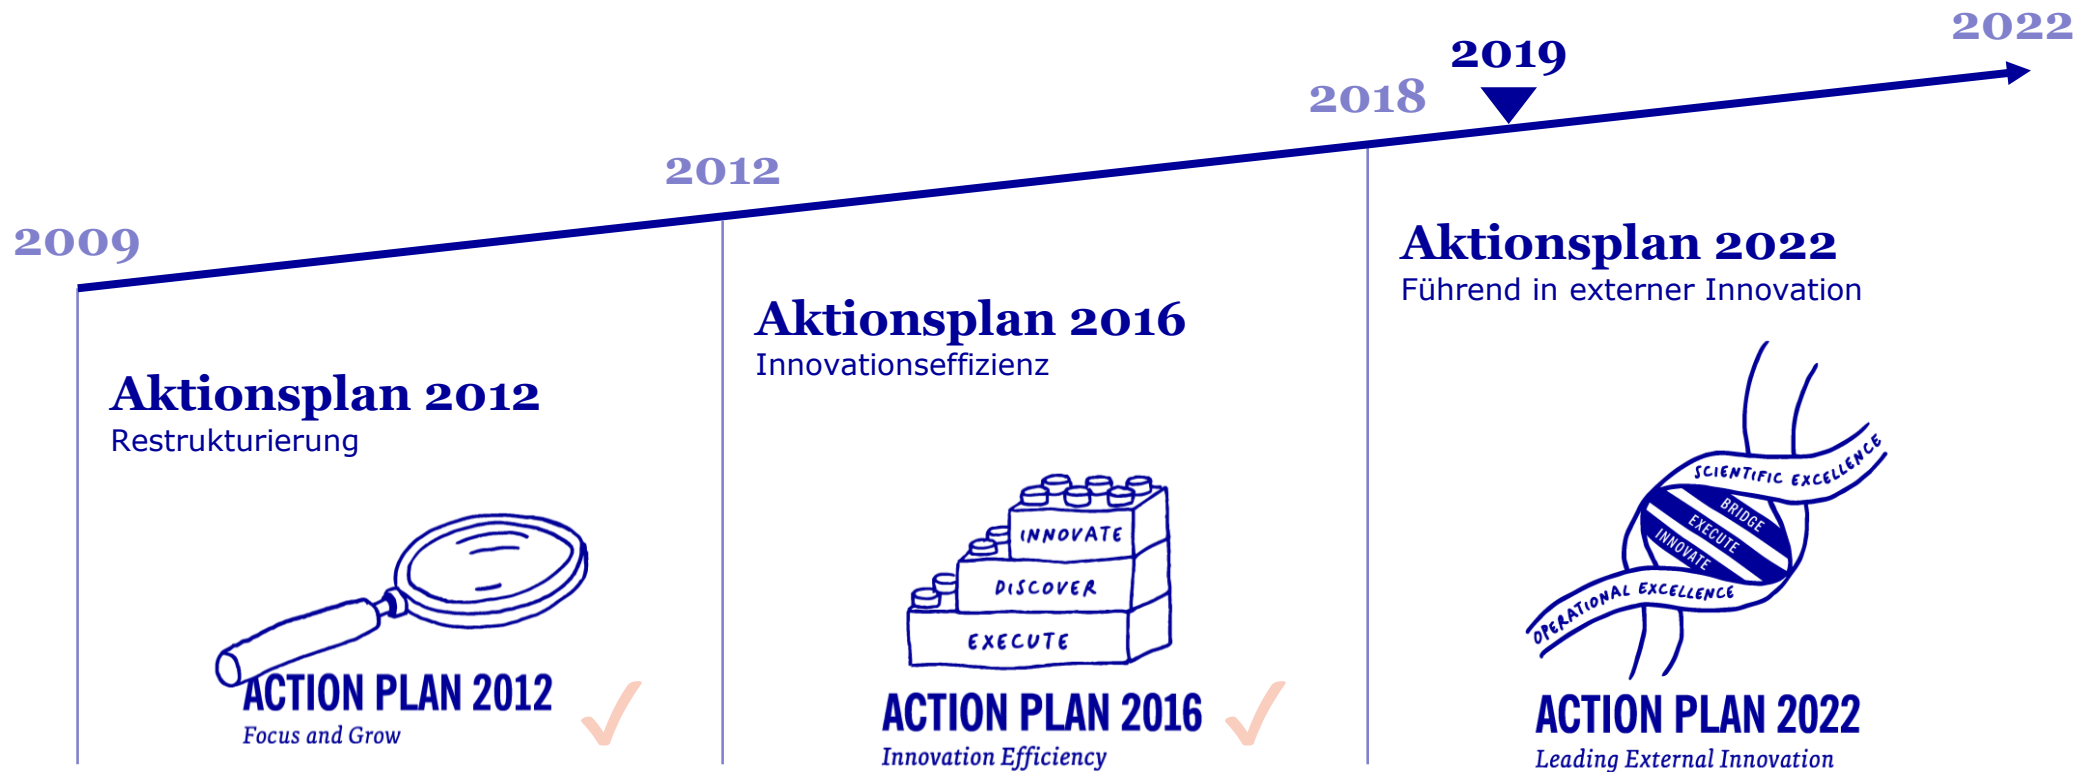 2009
2012
2018
2019
2022
Aktionsplan 2012
Restrukturierung
ACTION PLAN 2012
Focus and Grow
Aktionsplan 2016
Innovationseffizienz
INNOVATE
DISCOVER
EXECUTE
ACTION PLAN 2016
Innovation Efficiency
Aktionsplan 2022
Führend in externer Innovation
SCIENTIFIC EXCELLENCE
BRIDGE
EXECUTE
INNOVATE
OPERATIONAL EXCELLENCE
ACTION PLAN 2022
Leading External Innovation